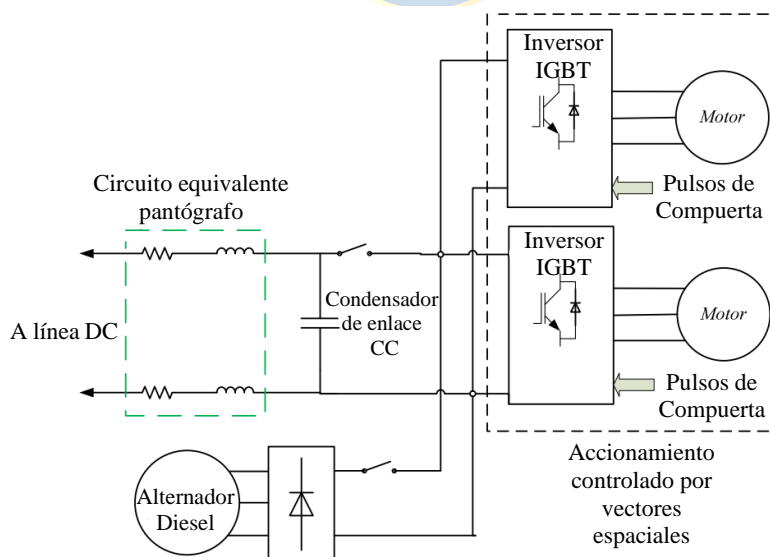 Inversor
IGBT
Motor
Pulsos de
Compuerta
Circuito equivalente
pantógrafo
Inversor
IGBT
Motor
Condensador
de enlace
CC
A línea DC
Pulsos de
Compuerta
Alternador
Diesel
Accionamiento
controlado por
vectores
espaciales